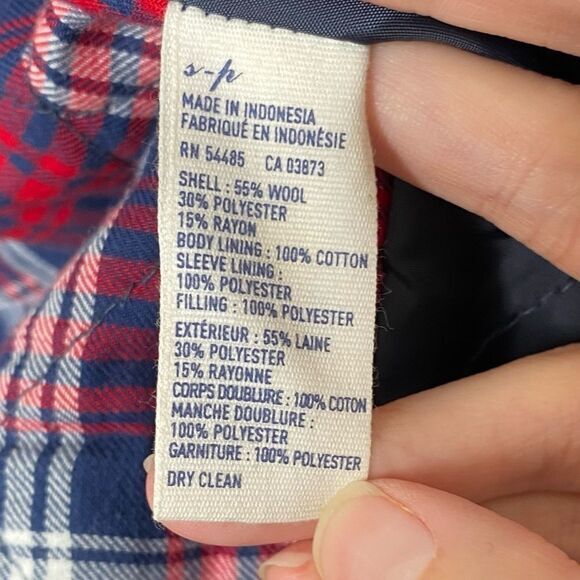 s-p
MADE IN INDONESIA
FABRIQUÉ EN INDONÉSIE
RN 54485 CA 03873
SHELL : 55% WOOL
30% POLYESTER
15% RAYON
BODY LINING : 100% COTTON
SLEEVE LINING :
100% POLYESTER
FILLING : 100% POLYESTER
EXTÉRIEUR : 55% LAINE
30% POLYESTER
15% RAYONNE
CORPS DOUBLURE : 100% COTON
MANCHE DOUBLURE :
100% POLYESTER
GARNITURE : 100% POLYESTER
DRY CLEAN